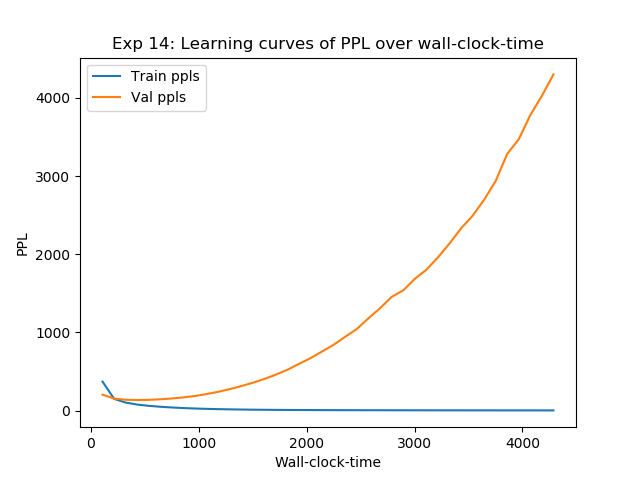 Exp 14: Learning curves of PPL over wall-clock-time
Train ppls
Val ppls
4000
3000
2000
1000
0
PPL
0 1000 2000 3000 4000
Wall-clock-time